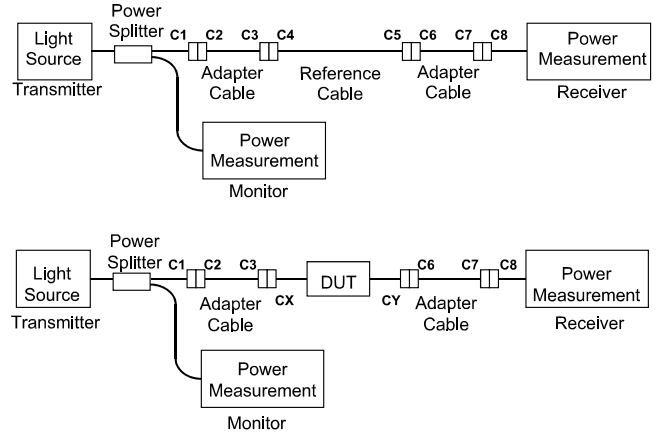 Light
Source
Transmitter
Power
Splitter
C1 C2 C3 C4 C5 C6 C7 C8
Adapter
Cable
Reference
Cable
Adapter
Cable
Power
Measurement
Receiver
Power
Measurement
Monitor
Light
Source
Transmitter
Power
Splitter
C1 C2 C3 C6 C7 C8
Adapter
Cable
CX
DUT
CY
Adapter
Cable
Power
Measurement
Receiver
Power
Measurement
Monitor